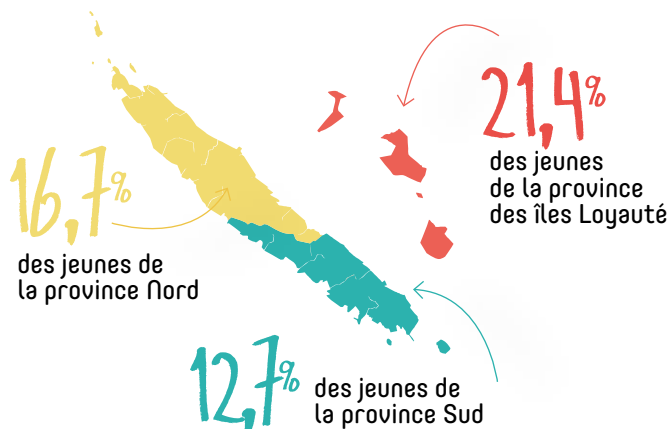 21,4%
des jeunes
de la province
des îles Loyauté
16,7%
des jeunes de
la province Nord
12,7%
des jeunes de
la province Sud